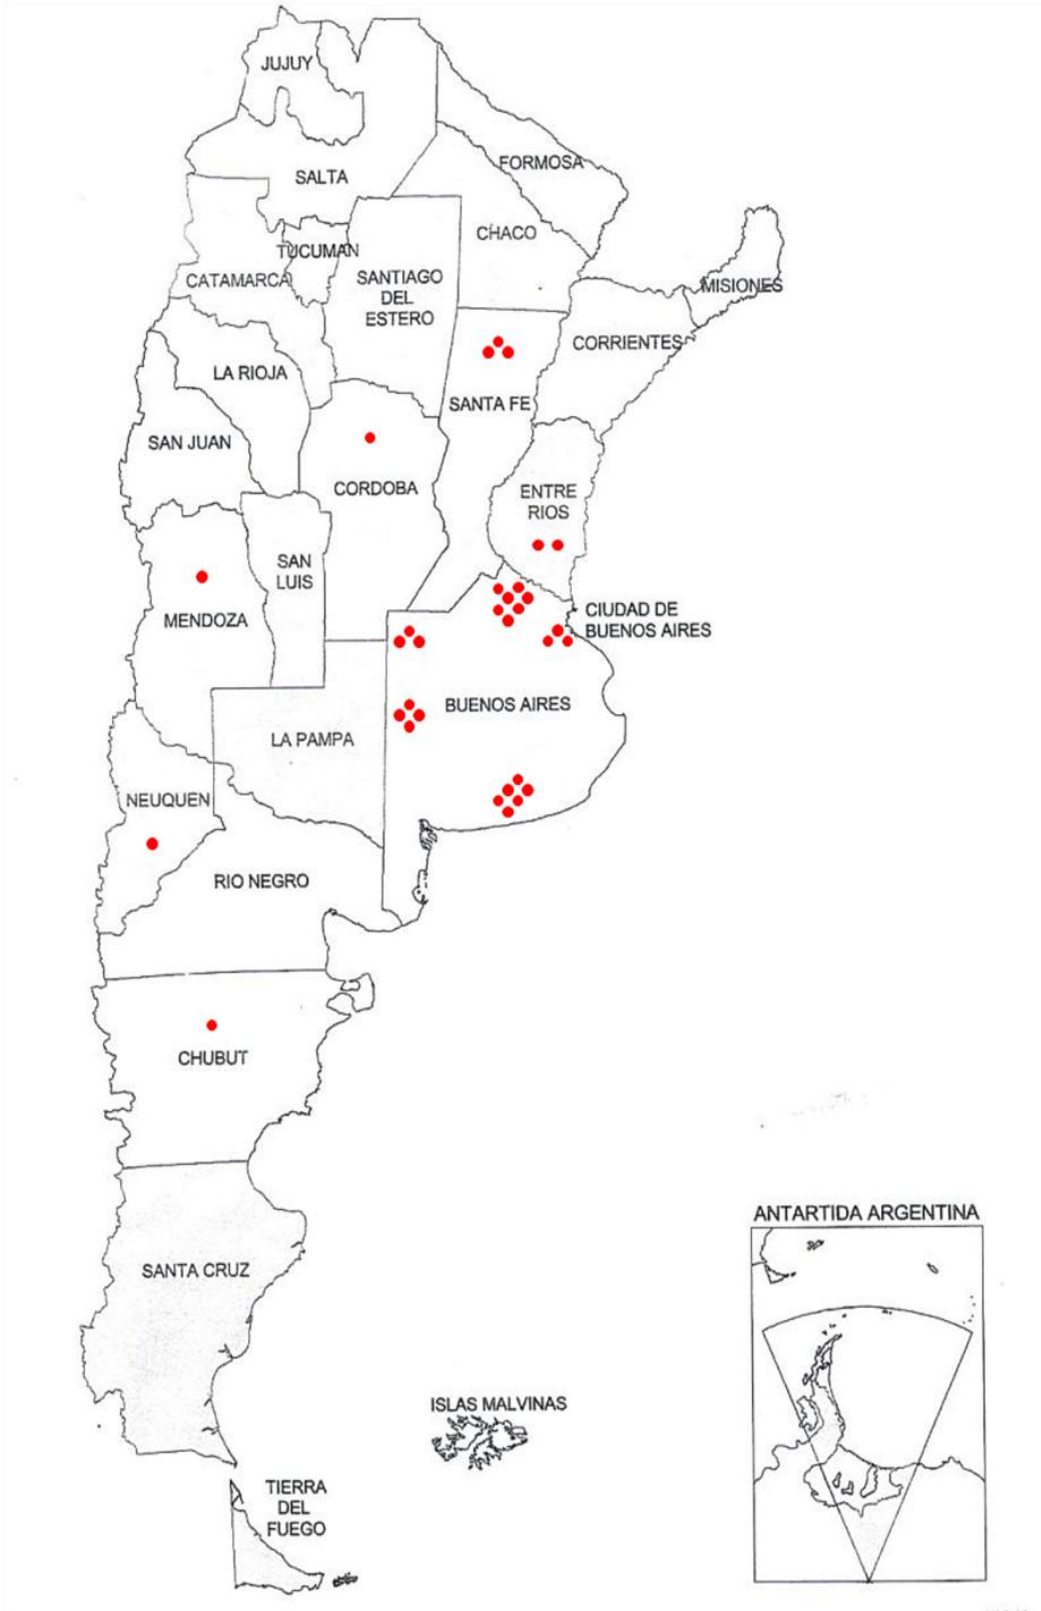 JUJUY
FORMOSA
SALTA
CHACO
TUCUMAN
CATAMARCA
SANTIAGO
DEL
ESTERO
MISIONES
CORRIENTES
LA RIOJA
SANTA FE
SAN JUAN
CORDOBA
ENTRE
RIOS
SAN
LUIS
MENDOZA
CIUDAD DE
BUENOS AIRES
BUENOS AIRES
LA PAMPA
NEUQUEN
RIO NEGRO
CHUBUT
ANTARTIDA ARGENTINA
SANTA CRUZ
ISLAS MALVINAS
TIERRA
DEL
FUEGO